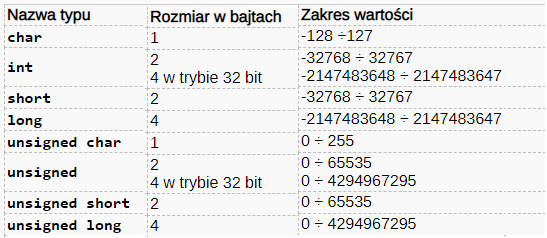 Nazwa typu Rozmiar w bajtach Zakres wartości
char 1 -128 ÷127
int 2 -32768 ÷ 32767
4 w trybie 32 bit -2147483648 ÷ 2147483647
short 2 -32768 ÷ 32767
long 4 -2147483648 ÷ 2147483647
unsigned char 1 0 ÷ 255
unsigned 2 0 ÷ 65535
4 w trybie 32 bit 0 ÷ 4294967295
unsigned short 2 0 ÷ 65535
unsigned long 4 0 ÷ 4294967295